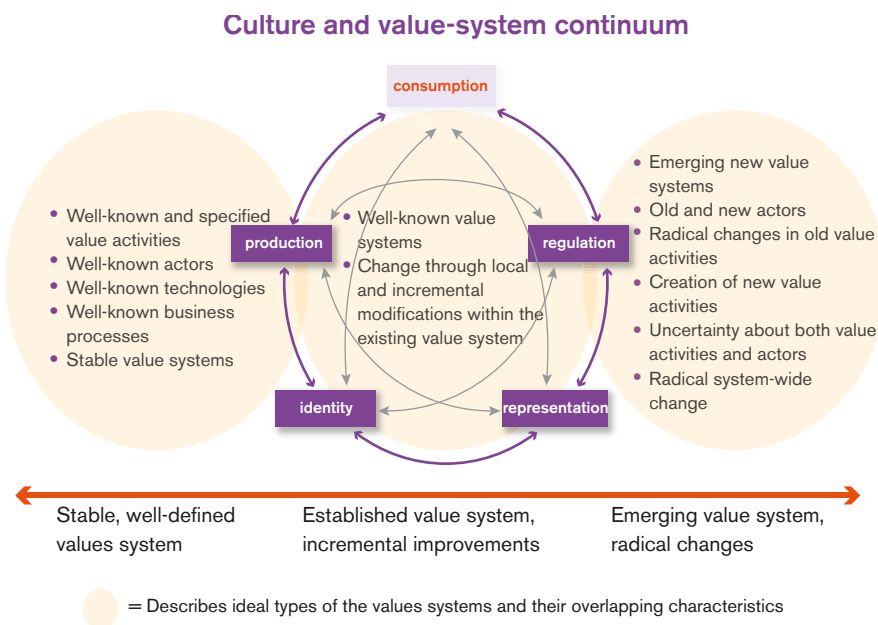 Culture and value-system continuum
consumption
• Well-known and specified
value activities
• Well-known actors
• Well-known technologies
• Well-known business
processes
• Stable value systems
production
• Well-known value
systems
• Change through local
and incremental
modifications within the
existing value system
regulation
• Emerging new value
systems
• Old and new actors
• Radical changes in old value
activities
• Creation of new value
activities
• Uncertainty about both value
activities and actors
• Radical system-wide
change
identity
representation
Stable, well-defined
values system
Established value system,
incremental improvements
Emerging value system,
radical changes
= Describes ideal types of the values systems and their overlapping characteristics